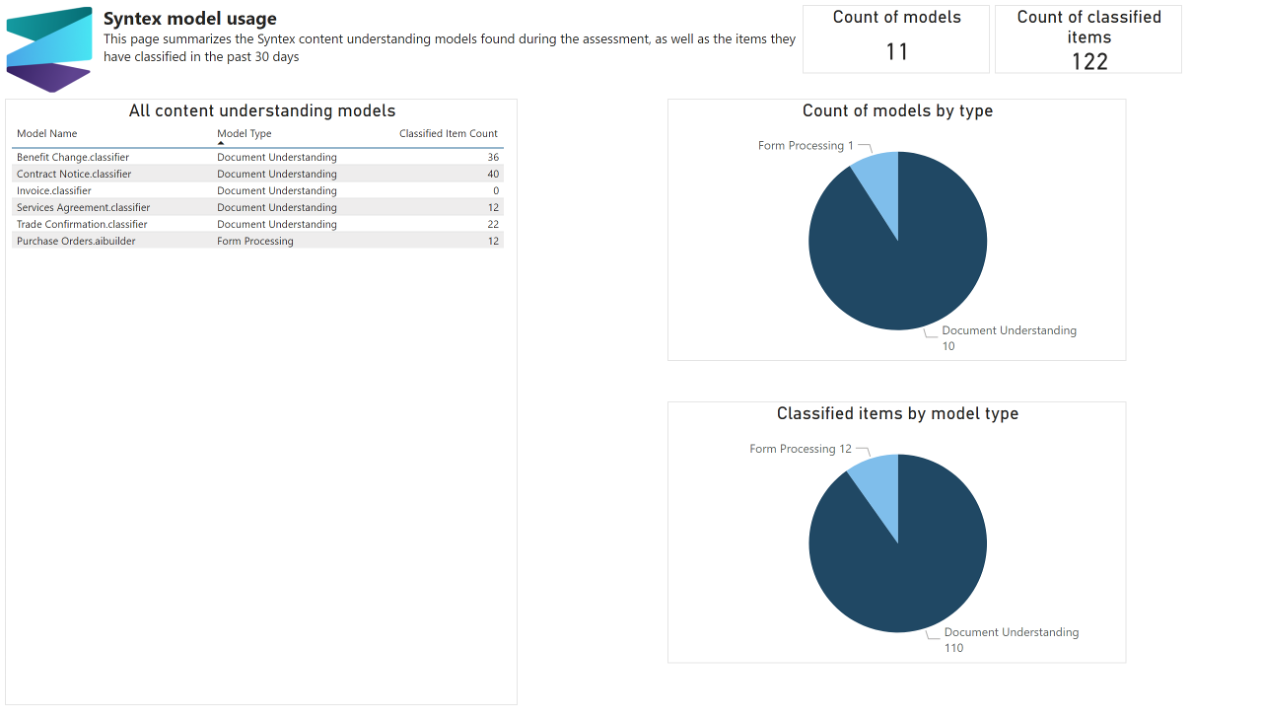 Syntex model usage
This page summarizes the Syntex content understanding models found during the assessment, as well as the items they
have classified in the past 30 days
Count of models
11
Count of classified
items
122
All content understanding models
Model Name Model Type Classified Item Count
Benefit Change.classifier Document Understanding 36
Contract Notice.classifier Document Understanding 40
Invoice.classifier Document Understanding 0
Services Agreement.classifier Document Understanding 12
Trade Confirmation.classifier Document Understanding 22
Purchase Orders.aibuilder Form Processing 12
Count of models by type
Form Processing 1
Document Understanding
10
Classified items by model type
Form Processing 12
Document Understanding
110